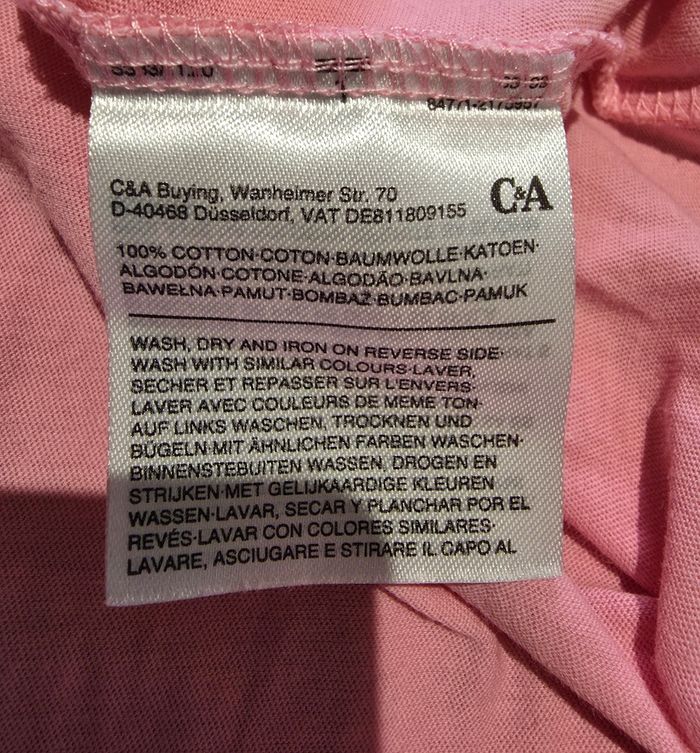 84771-2175957
C&A
C&A Buying, Wanheimer Str. 70
D-40468 Düsseldorf, VAT DE811809155
100% COTTON·COTON·BAUMWOLLE·KATOEN·
ALGODÓN·COTONE·ALGODÃO·BAVLNA·
BAWEŁNA·PAMUT·BOMBAŽ·BUMBAC·PAMUK
WASH, DRY AND IRON ON REVERSE SIDE·
WASH WITH SIMILAR COLOURS·LAVER,
SECHER ET REPASSER SUR L'ENVERS·
LAVER AVEC COULEURS DE MEME TON·
AUF LINKS WASCHEN, TROCKNEN UND
BÜGELN·MIT ÄHNLICHEN FARBEN WASCHEN·
BINNENSTEBUITEN WASSEN, DROGEN EN
STRIJKEN·MET GELIJKAARDIGE KLEUREN
WASSEN·LAVAR, SECAR Y PLANCHAR POR EL
REVÉS·LAVAR CON COLORES SIMILARES·
LAVARE, ASCIUGARE E STIRARE IL CAPO AL